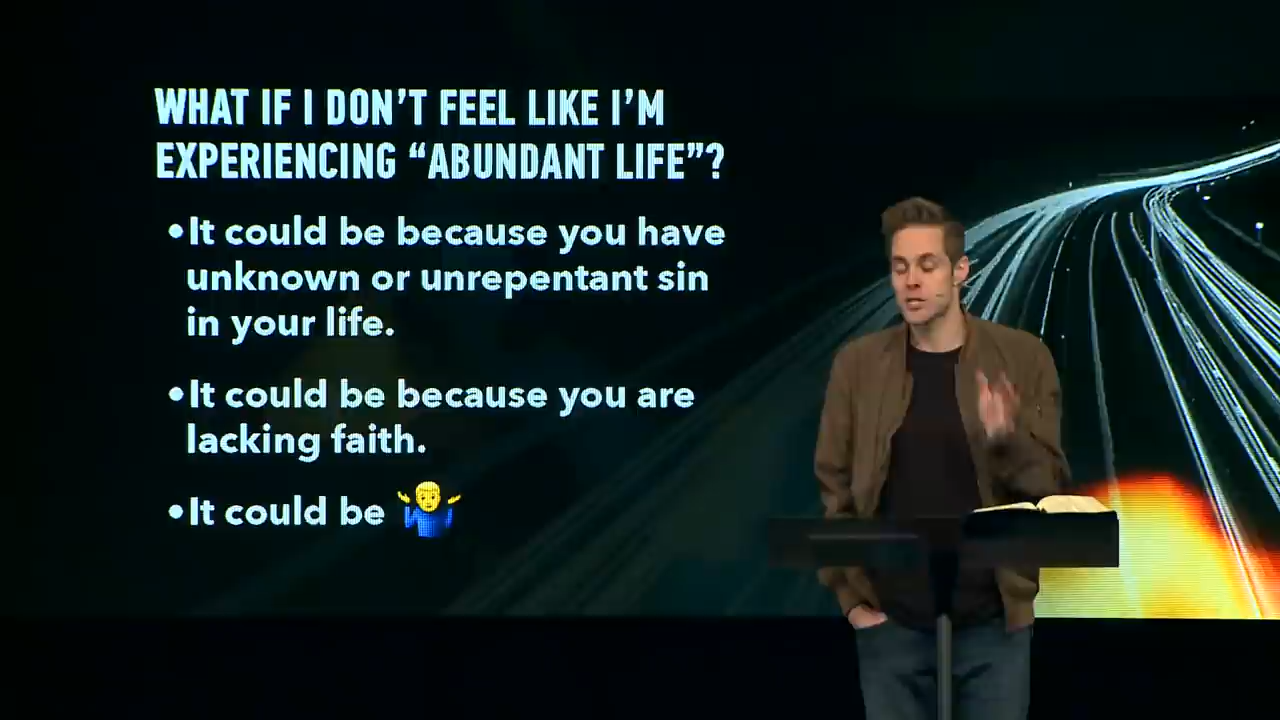 WHAT IF I DON'T FEEL LIKE I'M
EXPERIENCING “ABUNDANT LIFE”?
•It could be because you have
unknown or unrepentant sin
in your life.
•It could be because you are
lacking faith.
•It could be 🤷‍♂️